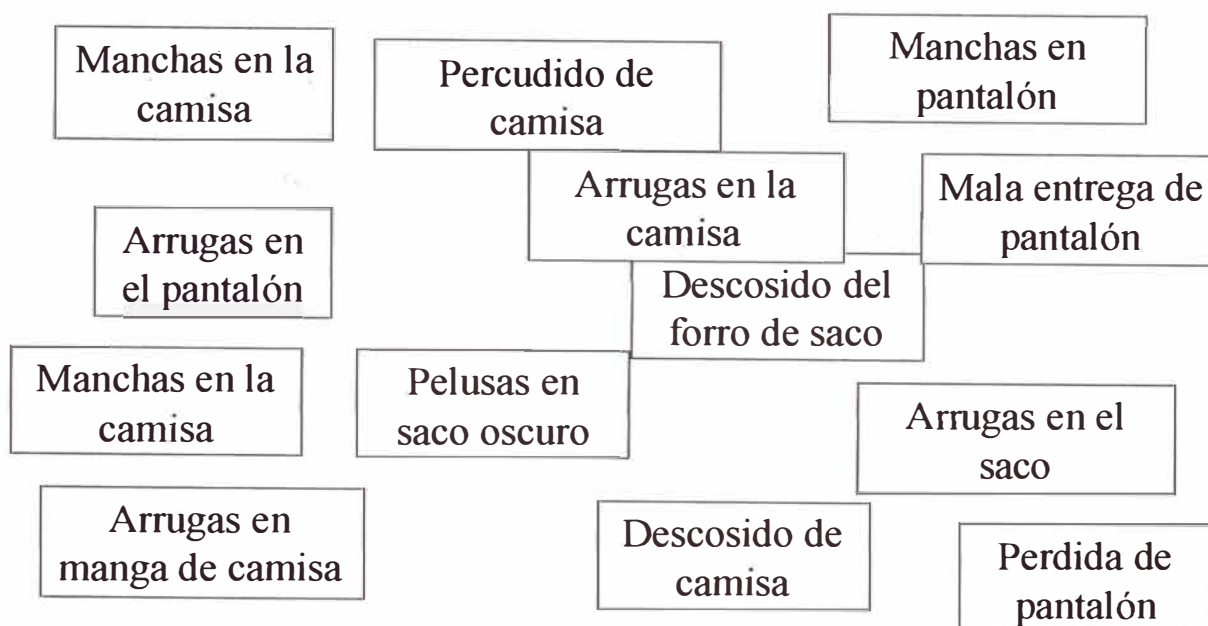 Manchas en la
camisa
Percudido de
camisa
Manchas en
pantalón
Arrugas en la
camisa
Mala entrega de
pantalón
Arrugas en
el pantalón
Descosido del
forro de saco
Manchas en la
camisa
Pelusas en
saco oscuro
Arrugas en el
saco
Arrugas en
manga de camisa
Descosido de
camisa
Perdida de
pantalón